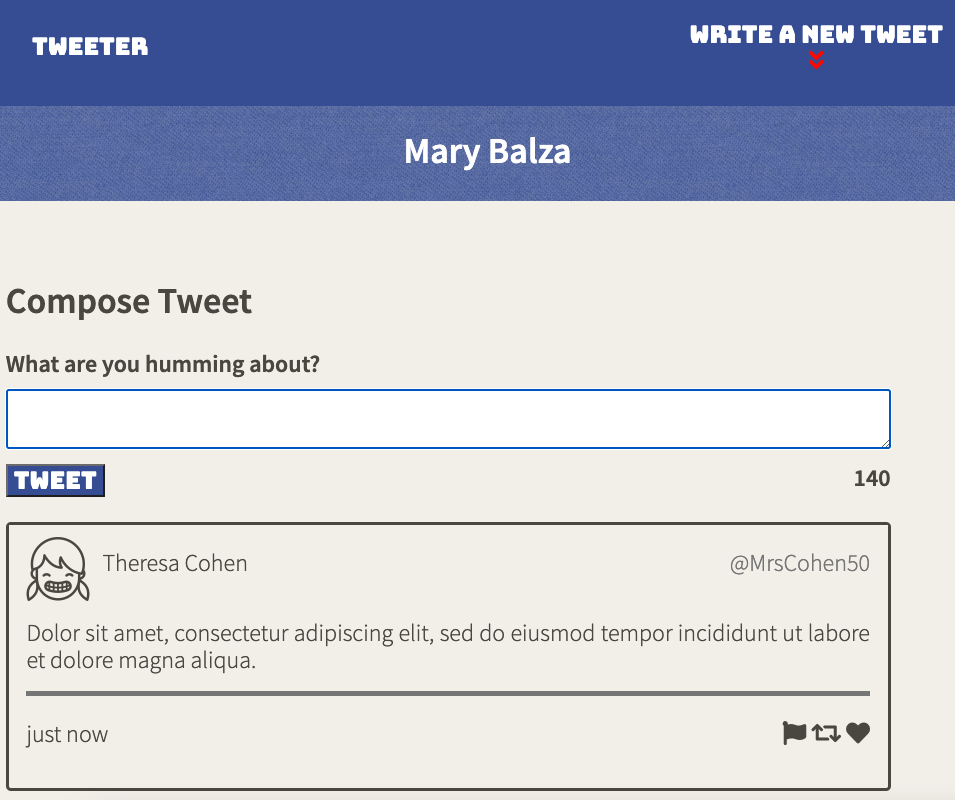 TWEETER
WRITE A NEW TWEET
Mary Balza
Compose Tweet
What are you humming about?
TWEET
140
Theresa Cohen
@MrsCohen50
Dolor sit amet, consectetur adipiscing elit, sed do eiusmod tempor incididunt ut labore
et dolore magna aliqua.
just now